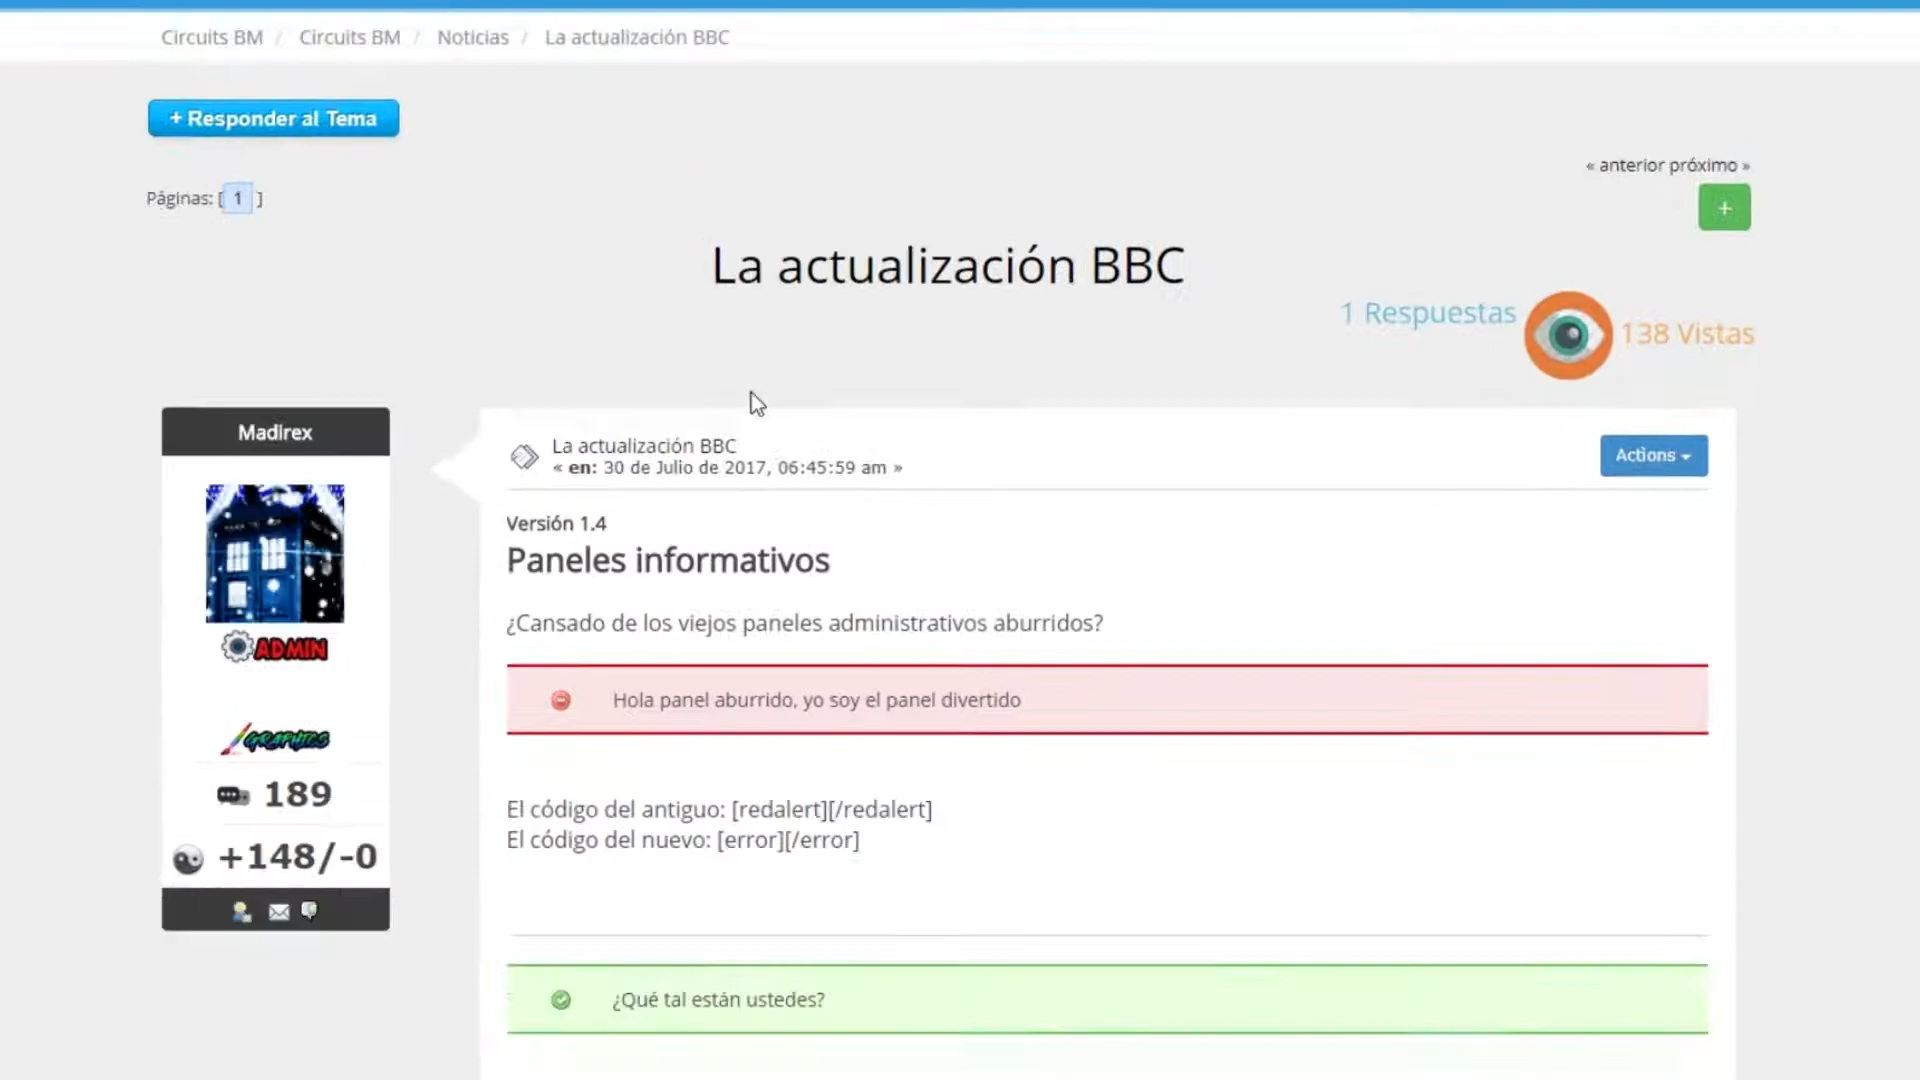 Circuits BM / Circuits BM / Noticias / La actualización BBC
+ Responder al Tema
« anterior próximo »
Páginas: [ 1 ]
+
La actualización BBC
1 Respuestas
138 Vistas
Madirex
ADMIN
GRAPHICS
189
+148/-0
La actualización BBC
« en: 30 de Julio de 2017, 06:45:59 am »
Actions
Versión 1.4
Paneles informativos
¿Cansado de los viejos paneles administrativos aburridos?
Hola panel aburrido, yo soy el panel divertido
El código del antiguo: [redalert][/redalert]
El código del nuevo: [error][/error]
¿Qué tal están ustedes?